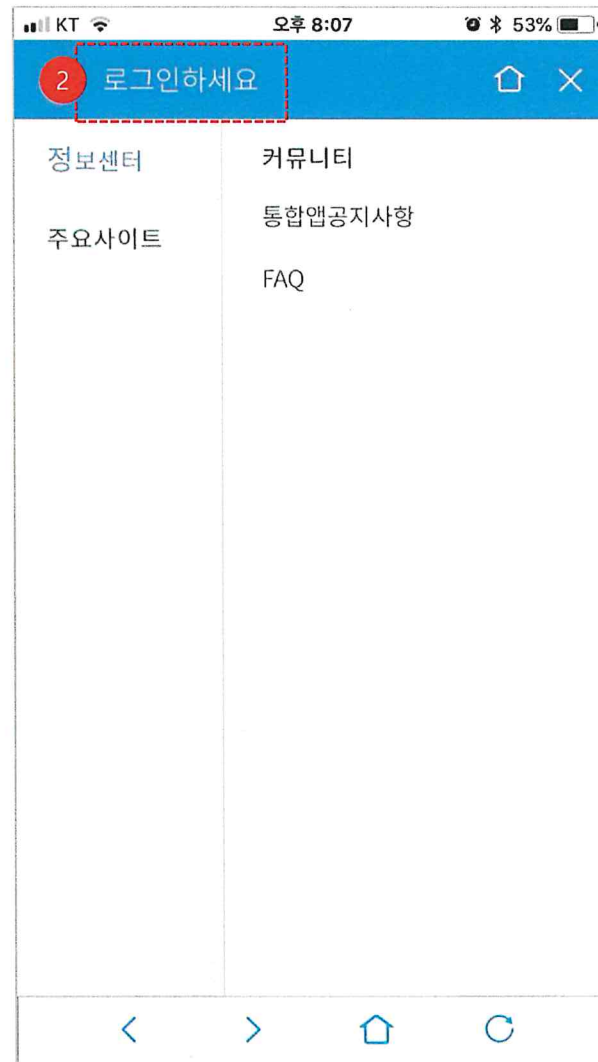 KT 오후 8:07 53%
2 로그인하세요
정보센터
주요사이트
커뮤니티
통합앱공지사항
FAQ